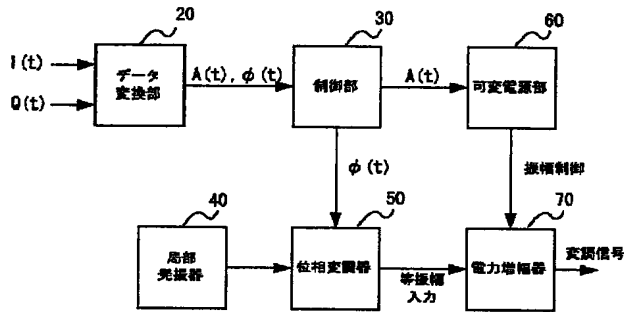 20
30
60
I(t)
Q(t)
データ
変換部
A(t), φ(t)
制御部
A(t)
可変電源部
φ(t)
振幅制御
40
50
70
局部
発振器
位相変調器
等振幅
入力
電力増幅器
変調信号